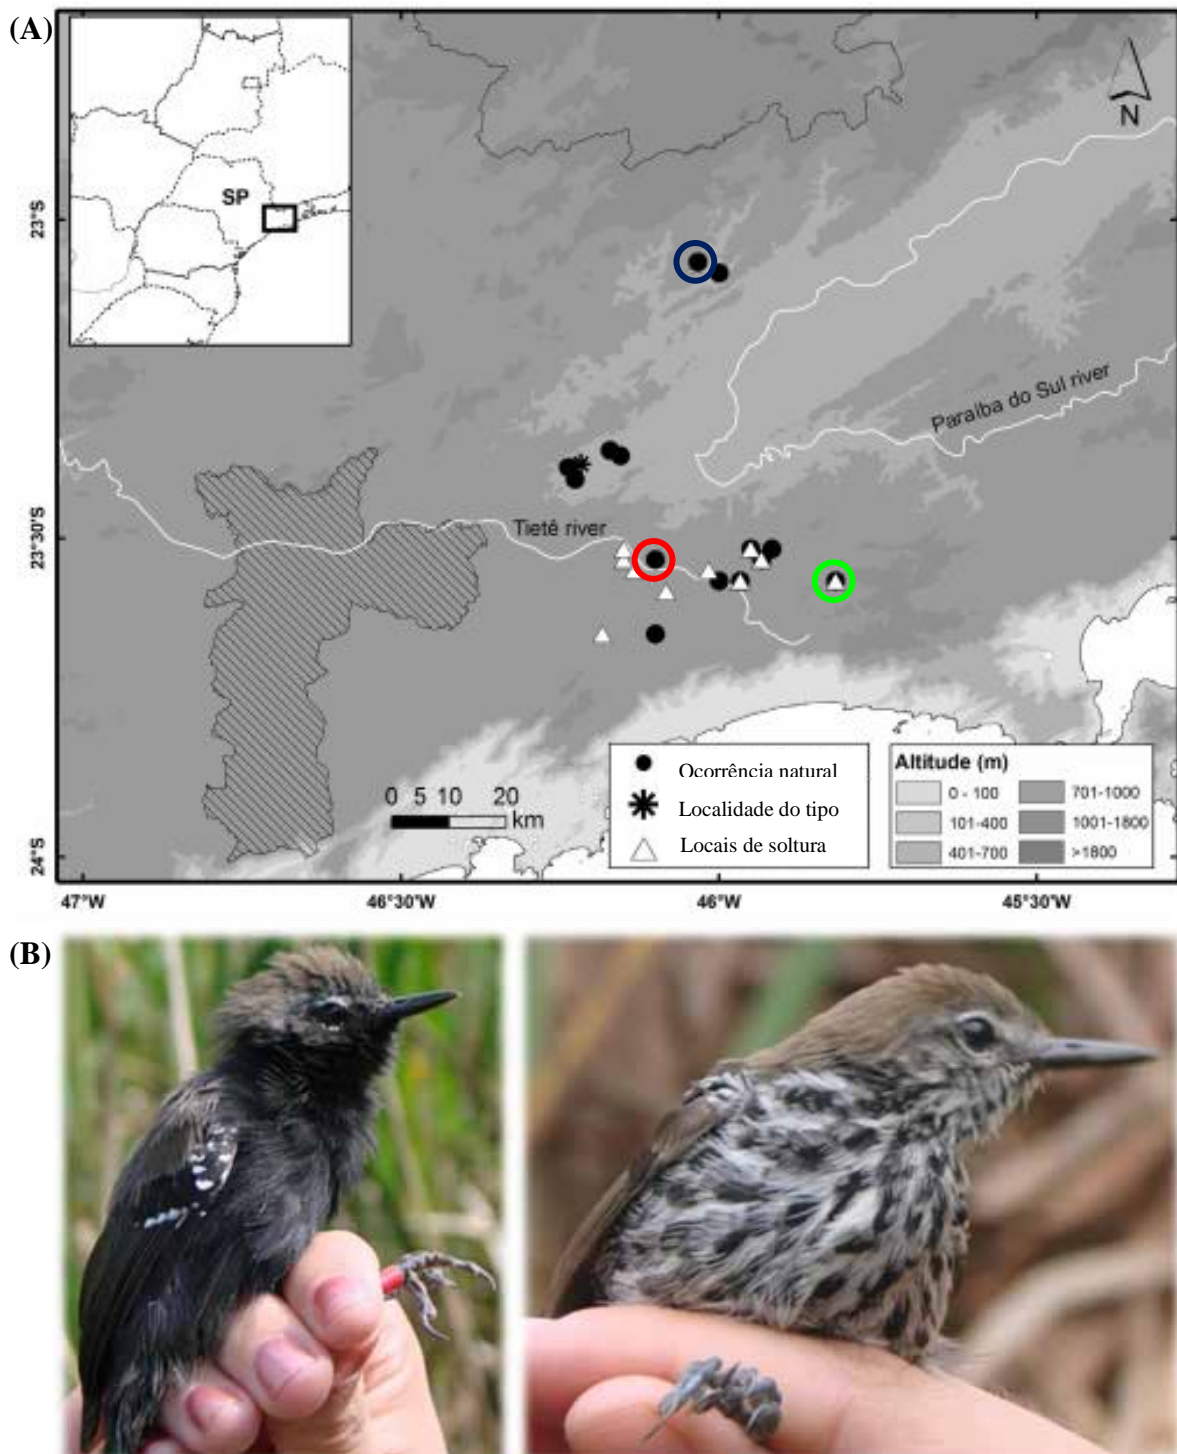 (A)
SP
N
23°S
23°30'S
24°S
Paraíba do Sul river
Tietê river
0 5 10 20
km
Ocorrência natural
Localidade do tipo
Locais de soltura
Altitude (m)
0 - 100
101-400
401-700
701-1000
1001-1800
>1800
47°W
46°30'W
46°W
45°30'W
(B)